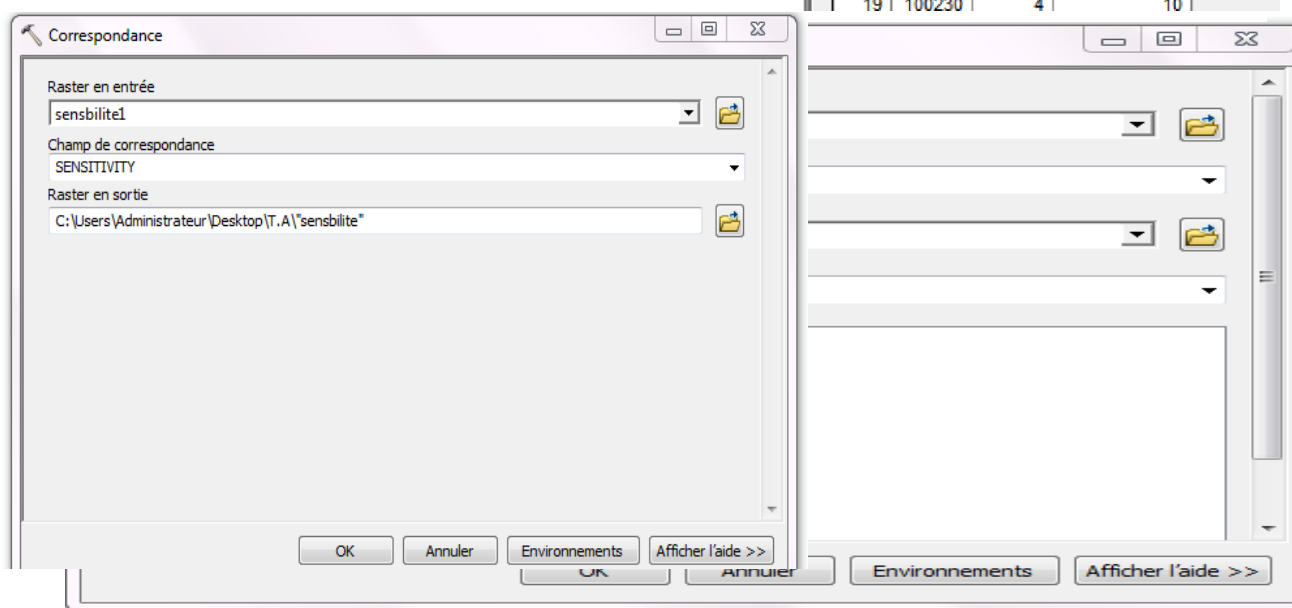 19 100230 4 10
Correspondance
Raster en entrée
sensbilite1
Champ de correspondance
SENSITIVITY
Raster en sortie
C:\Users\Administrateur\Desktop\T.A\"sensbilite"
OK Annuler Environnements Afficher l'aide >>
OK Annuler Environnements Afficher l'aide >>